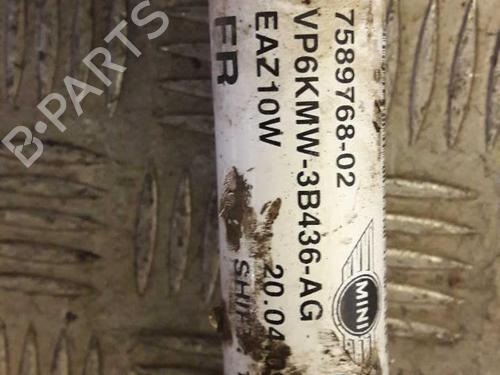 7589768-02
VP6KMW-3B436-AG
EAZ10W 20.04
FR
MINI
B-PARTS